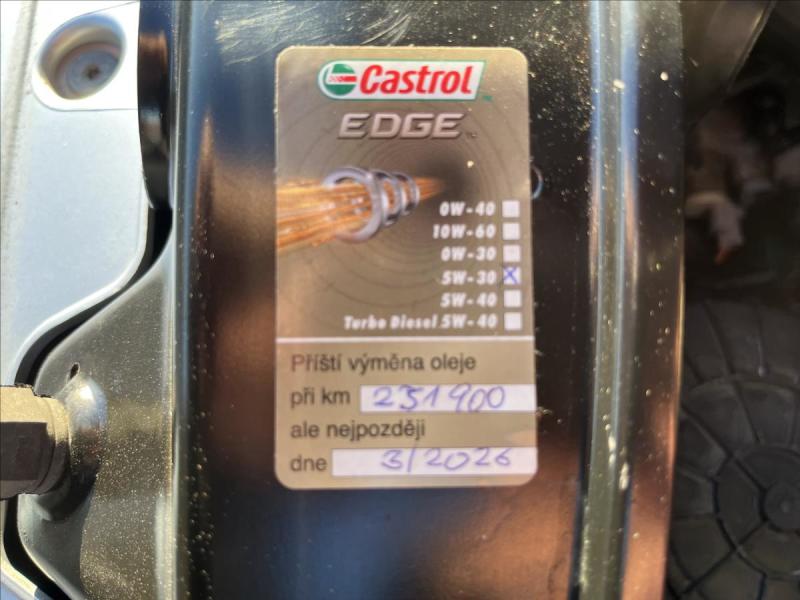 Castrol
EDGE
0W-40
10W-60
0W-30
5W-30 X
5W-40
Turbo Diesel 5W-40
Příští výměna oleje
při km 231900
ale nejpozději
dne 3/2026